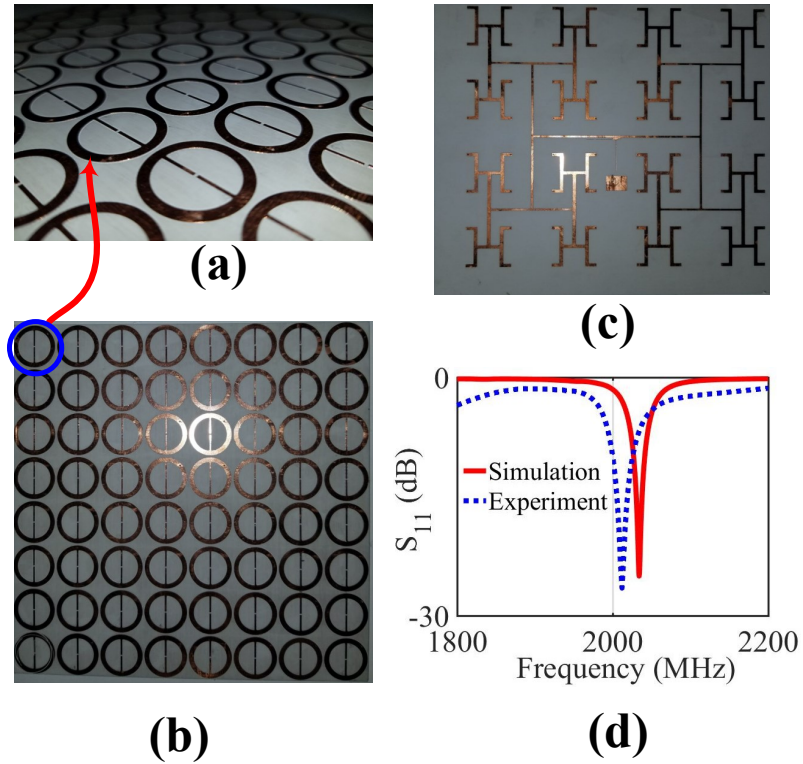 (a)
(b)
(c)
0
S11 (dB)
Simulation
Experiment
-30
1800
2000
2200
Frequency (MHz)
(d)